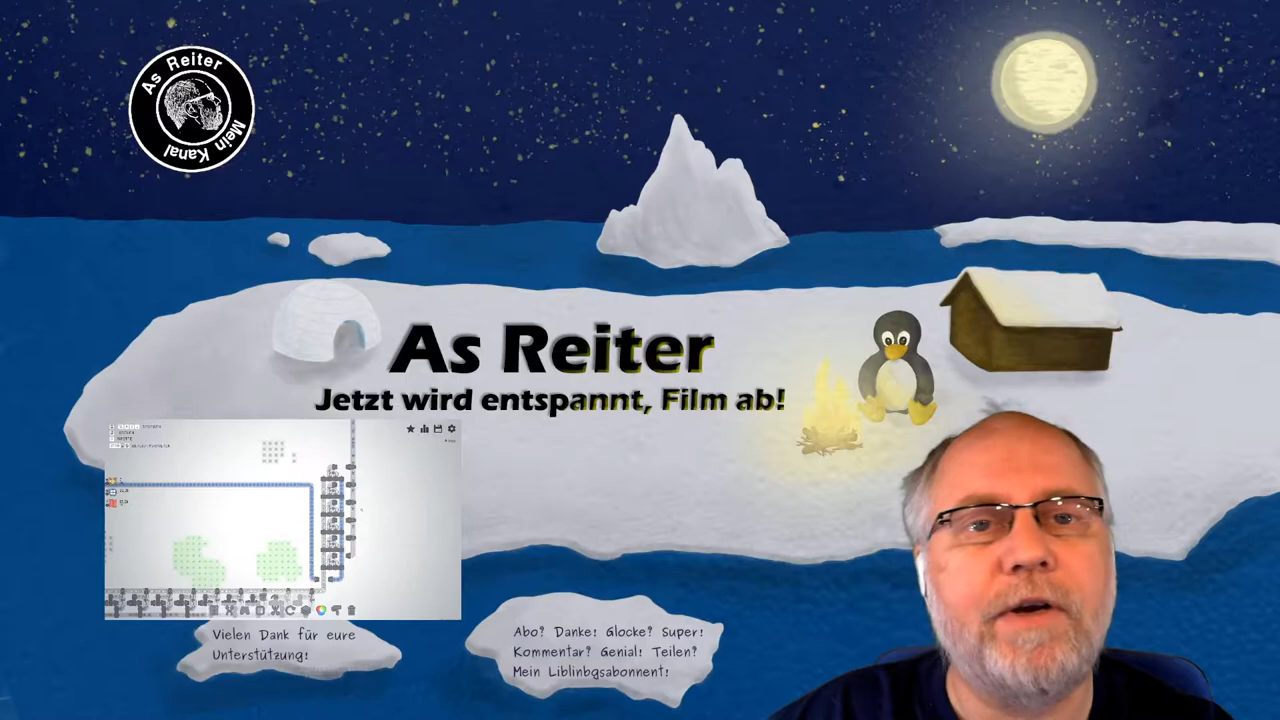 As Reiter
Mein Kanal
As Reiter
Jetzt wird entspannt, Film ab!
Vielen Dank für eure
Unterstützung!
Abo? Danke! Glocke? Super!
Kommentar? Genial! Teilen?
Mein Liblinbgsabonnent!